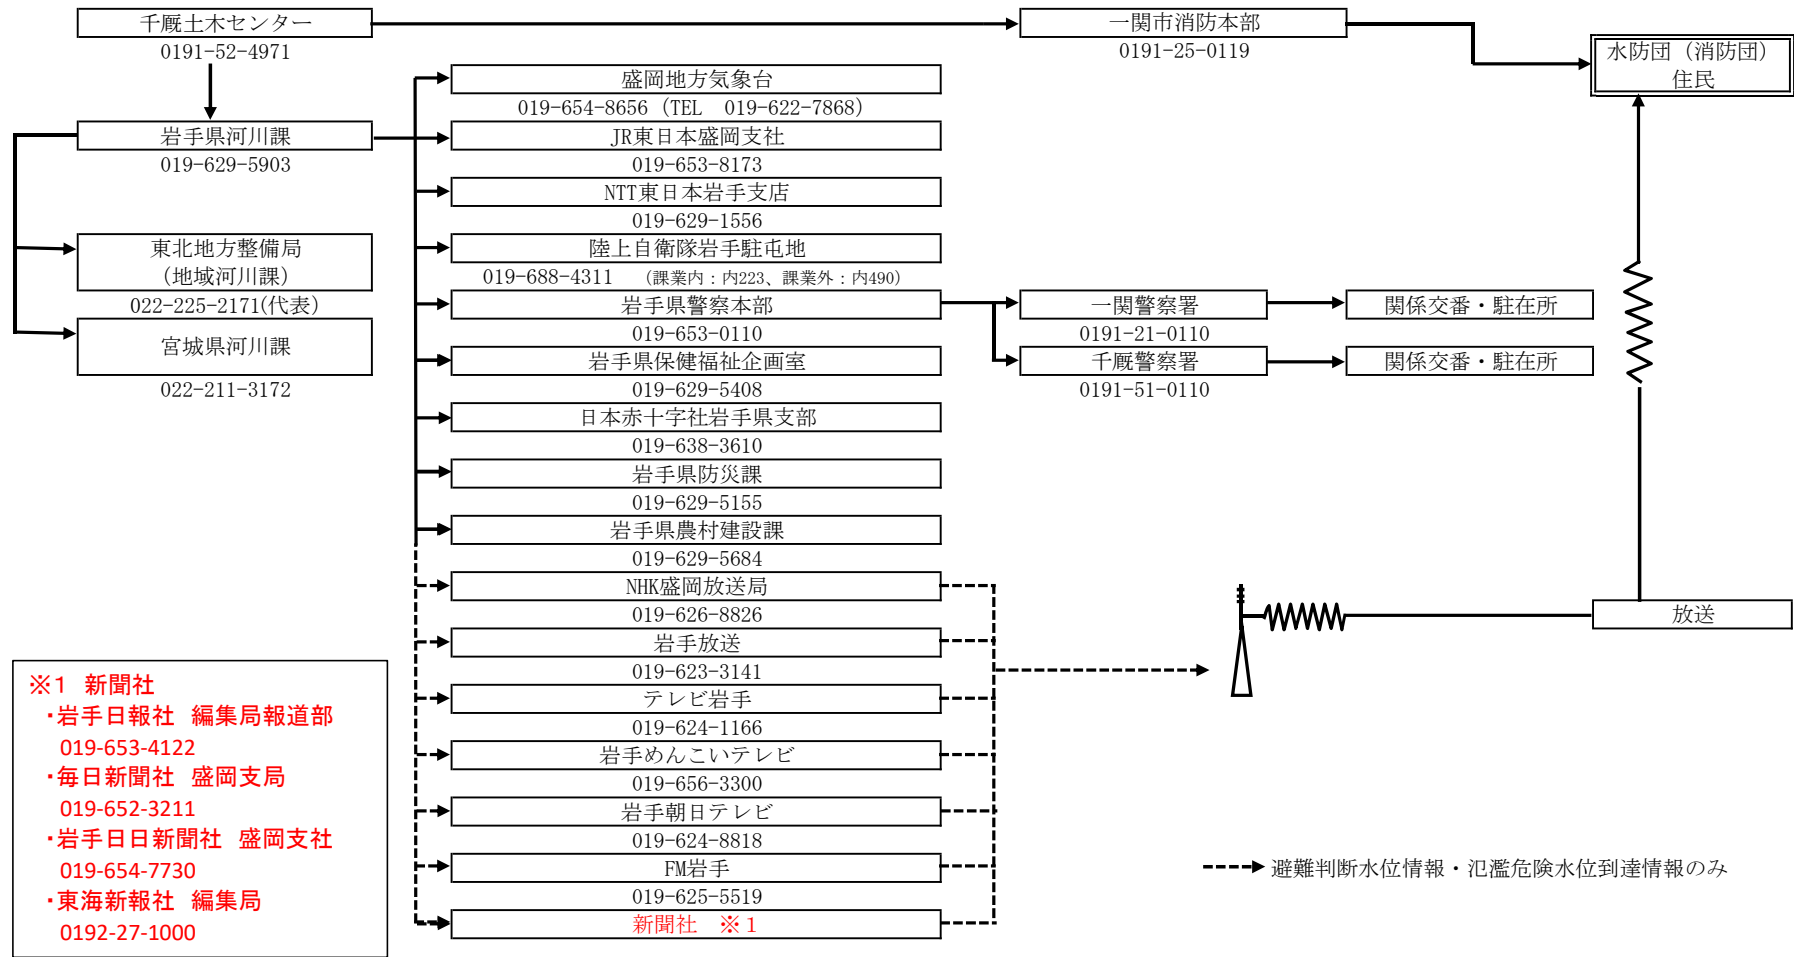 千厩土木センター
0191-52-4971
一関市消防本部
0191-25-0119
水防団（消防団）
住民
岩手県河川課
019-629-5903
東北地方整備局
（地域河川課）
022-225-2171(代表）
宮城県河川課
022-211-3172
盛岡地方気象台
019-654-8656（TEL　019-622-7868）
JR東日本盛岡支社
019-653-8173
NTT東日本岩手支店
019-629-1556
陸上自衛隊岩手駐屯地
019-688-4311　（課業内：内223、課業外：内490）
岩手県警察本部
019-653-0110
岩手県保健福祉企画室
019-629-5408
日本赤十字社岩手県支部
019-638-3610
岩手県防災課
019-629-5155
岩手県農村建設課
019-629-5684
NHK盛岡放送局
019-626-8826
岩手放送
019-623-3141
テレビ岩手
019-624-1166
岩手めんこいテレビ
019-656-3300
岩手朝日テレビ
019-624-8818
FM岩手
019-625-5519
新聞社　※１
一関警察署
0191-21-0110
関係交番・駐在所
千厩警察署
0191-51-0110
関係交番・駐在所
放送
避難判断水位情報・氾濫危険水位到達情報のみ
※１　新聞社
・岩手日報社　編集局報道部
019-653-4122
・毎日新聞社　盛岡支局
019-652-3211
・岩手日日新聞社　盛岡支社
019-654-7730
・東海新報社　編集局
0192-27-1000